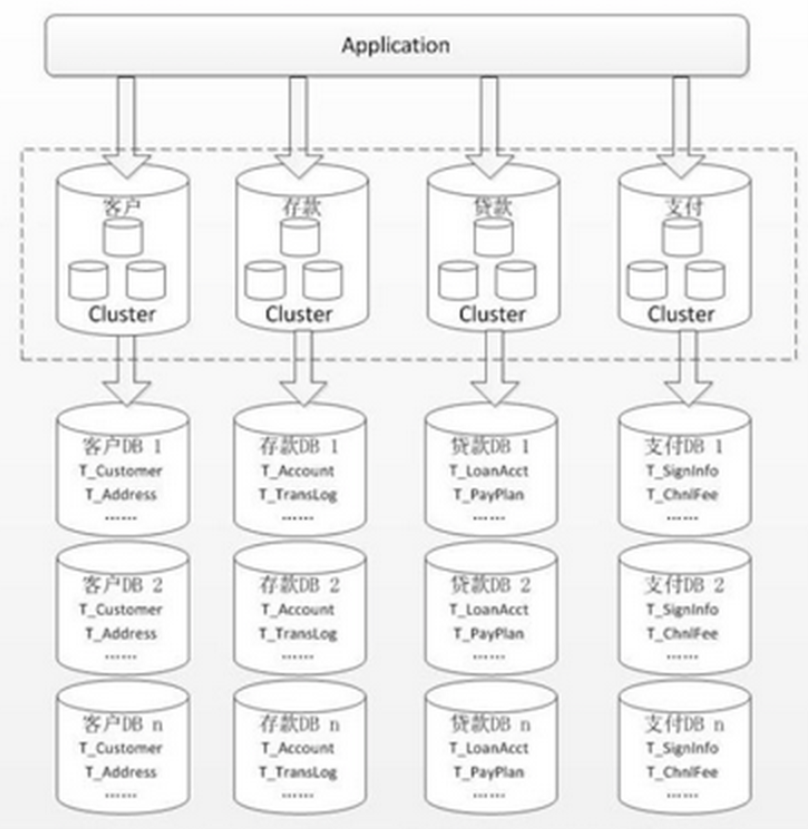 Application
客户
Cluster
存款
Cluster
贷款
Cluster
支付
Cluster
客户DB 1
T_Customer
T_Address
......
存款DB 1
T_Account
T_TransLog
......
贷款DB 1
T_LoanAcct
T_PayPlan
......
支付DB 1
T_SignInfo
T_ChnlFee
......
客户DB 2
T_Customer
T_Address
......
存款DB 2
T_Account
T_TransLog
......
贷款DB 2
T_LoanAcct
T_PayPlan
......
支付DB 2
T_SignInfo
T_ChnlFee
......
客户DB n
T_Customer
T_Address
......
存款DB n
T_Account
T_TransLog
......
贷款DB n
T_LoanAcct
T_PayPlan
......
支付DB n
T_SignInfo
T_ChnlFee
......